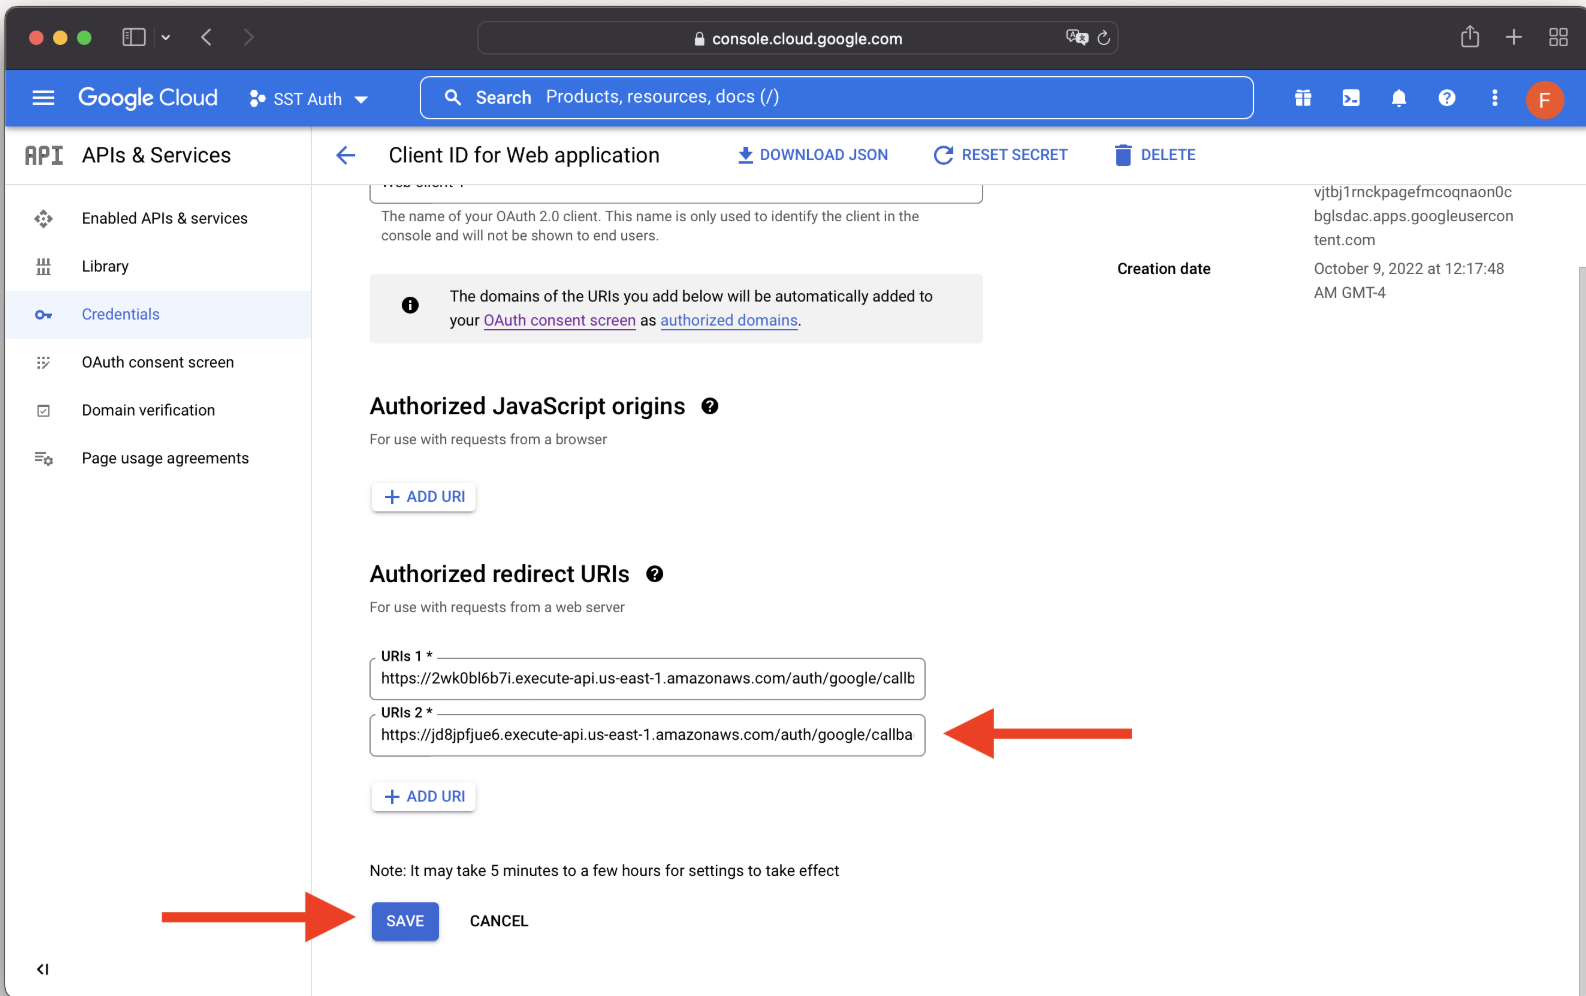 console.cloud.google.com
Google Cloud
SST Auth
Search Products, resources, docs (/)
F
API APIs & Services
Client ID for Web application
DOWNLOAD JSON
RESET SECRET
DELETE
Enabled APIs & services
Library
Credentials
OAuth consent screen
Domain verification
Page usage agreements
The name of your OAuth 2.0 client. This name is only used to identify the client in the
console and will not be shown to end users.
The domains of the URIs you add below will be automatically added to
your OAuth consent screen as authorized domains.
Authorized JavaScript origins
For use with requests from a browser
+ ADD URI
Authorized redirect URIs
For use with requests from a web server
URIs 1 *
https://2wk0bl6b7i.execute-api.us-east-1.amazonaws.com/auth/google/callb
URIs 2 *
https://jd8jpfjue6.execute-api.us-east-1.amazonaws.com/auth/google/callba
+ ADD URI
Note: It may take 5 minutes to a few hours for settings to take effect
SAVE
CANCEL
vjtbj1rnckpagefmcoqnaon0c
bglsdac.apps.googleusercon
tent.com
Creation date
October 9, 2022 at 12:17:48
AM GMT-4